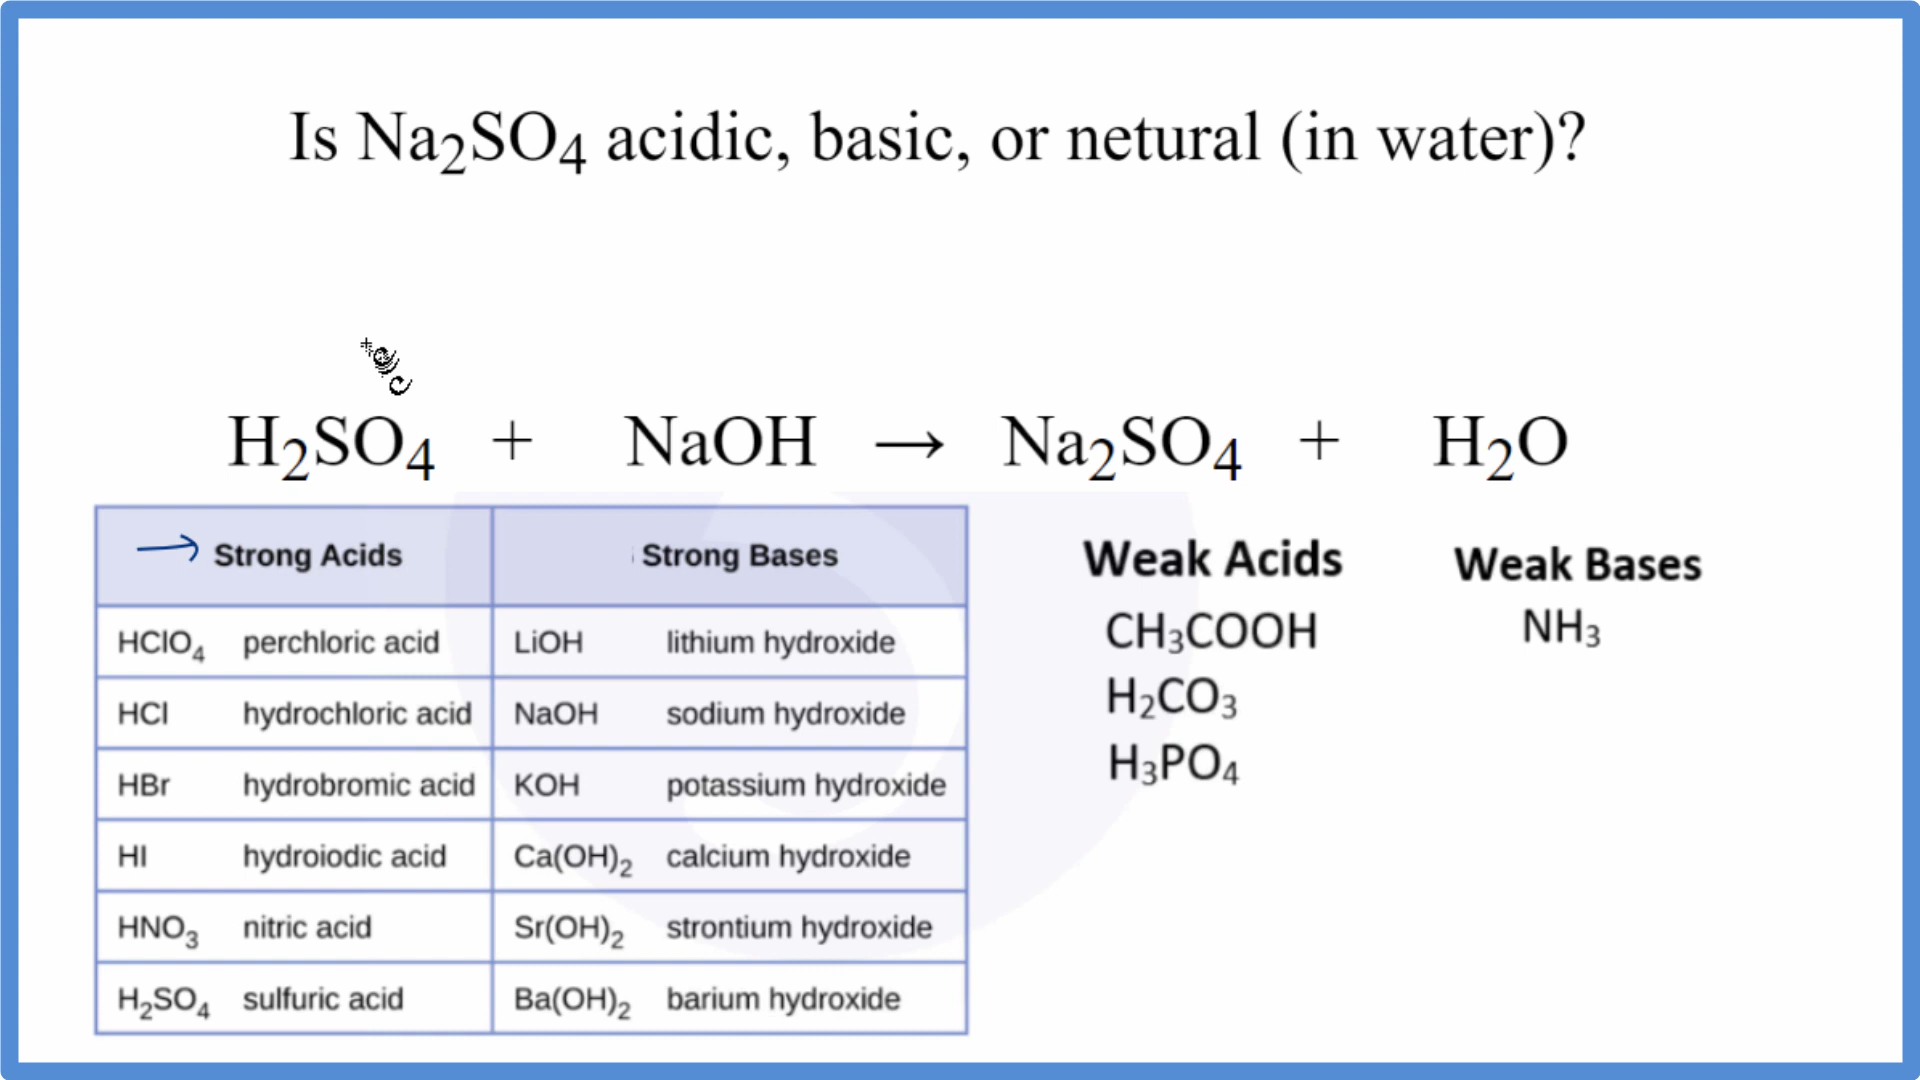 Is Na₂SO₄ acidic, basic, or netural (in water)?
H₂SO₄ + NaOH → Na₂SO₄ + H₂O
→ Strong Acids Strong Bases
HClO₄ perchloric acid LiOH lithium hydroxide
HCl hydrochloric acid NaOH sodium hydroxide
HBr hydrobromic acid KOH potassium hydroxide
HI hydroiodic acid Ca(OH)₂ calcium hydroxide
HNO₃ nitric acid Sr(OH)₂ strontium hydroxide
H₂SO₄ sulfuric acid Ba(OH)₂ barium hydroxide
Weak Acids
CH₃COOH
H₂CO₃
H₃PO₄
Weak Bases
NH₃